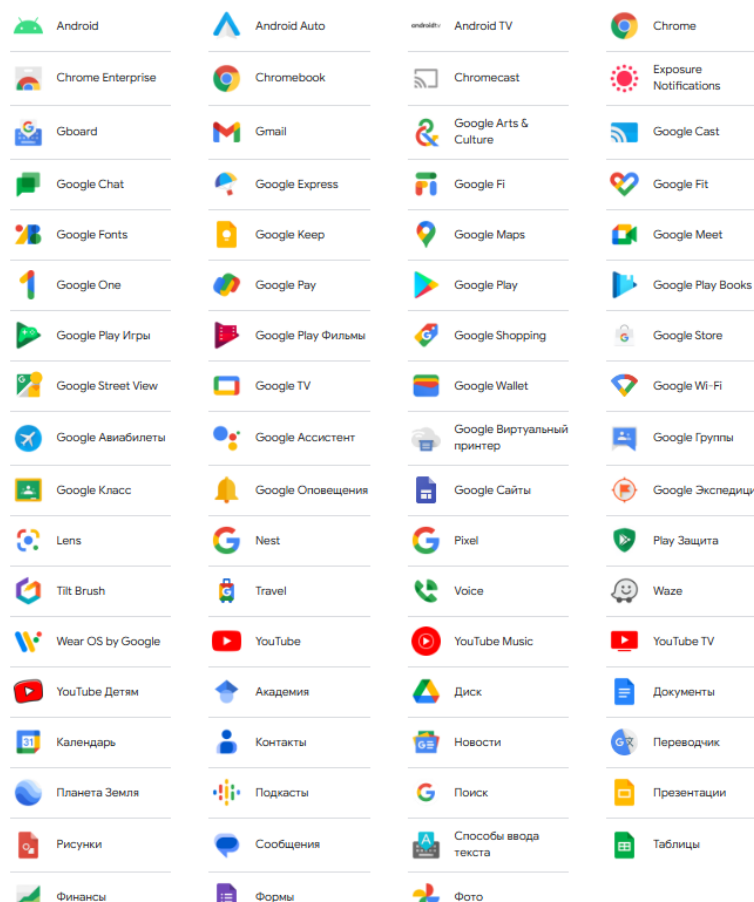 Android
Android Auto
androidtv
Android TV
Chrome
Chrome Enterprise
Chromebook
Chromecast
Exposure
Notifications
Gboard
Gmail
Google Arts &
Culture
Google Cast
Google Chat
Google Express
Google Fi
Google Fit
Google Fonts
Google Keep
Google Maps
Google Meet
Google One
Google Pay
Google Play
Google Play Books
Google Play Игры
Google Play Фильмы
Google Shopping
Google Store
Google Street View
Google TV
Google Wallet
Google Wi-Fi
Google Авиабилеты
Google Ассистент
Google Виртуальный
принтер
Google Группы
Google Класс
Google Оповещения
Google Сайты
Google Экспедици
Lens
Nest
Pixel
Play Защита
Tilt Brush
Travel
Voice
Waze
Wear OS by Google
YouTube
YouTube Music
YouTube TV
YouTube Детям
Академия
Диск
Документы
31
Календарь
Контакты
Новости
Переводчик
Планета Земля
Подкасты
Поиск
Презентации
Рисунки
Сообщения
Способы ввода
текста
Таблицы
Финансы
Формы
Фото